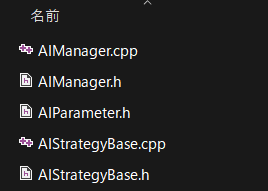 名前
AIManager.cpp
AIManager.h
AIParameter.h
AIStrategyBase.cpp
AIStrategyBase.h